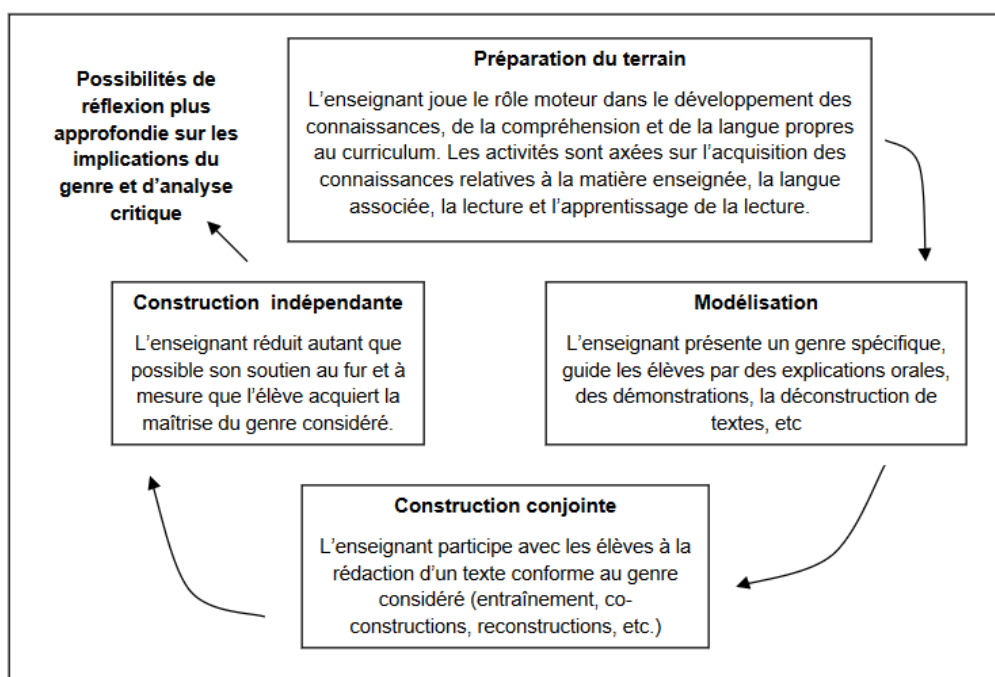 Préparation du terrain
L’enseignant joue le rôle moteur dans le développement des
connaissances, de la compréhension et de la langue propres
au curriculum. Les activités sont axées sur l’acquisition des
connaissances relatives à la matière enseignée, la langue
associée, la lecture et l’apprentissage de la lecture.
Modélisation
L’enseignant présente un genre spécifique,
guide les élèves par des explications orales,
des démonstrations, la déconstruction de
textes, etc
Construction conjointe
L’enseignant participe avec les élèves à la
rédaction d’un texte conforme au genre
considéré (entraînement, co-
constructions, reconstructions, etc.)
Construction indépendante
L’enseignant réduit autant que
possible son soutien au fur et à
mesure que l’élève acquiert la
maîtrise du genre considéré.
Possibilités de
réflexion plus
approfondie sur les
implications du
genre et d’analyse
critique